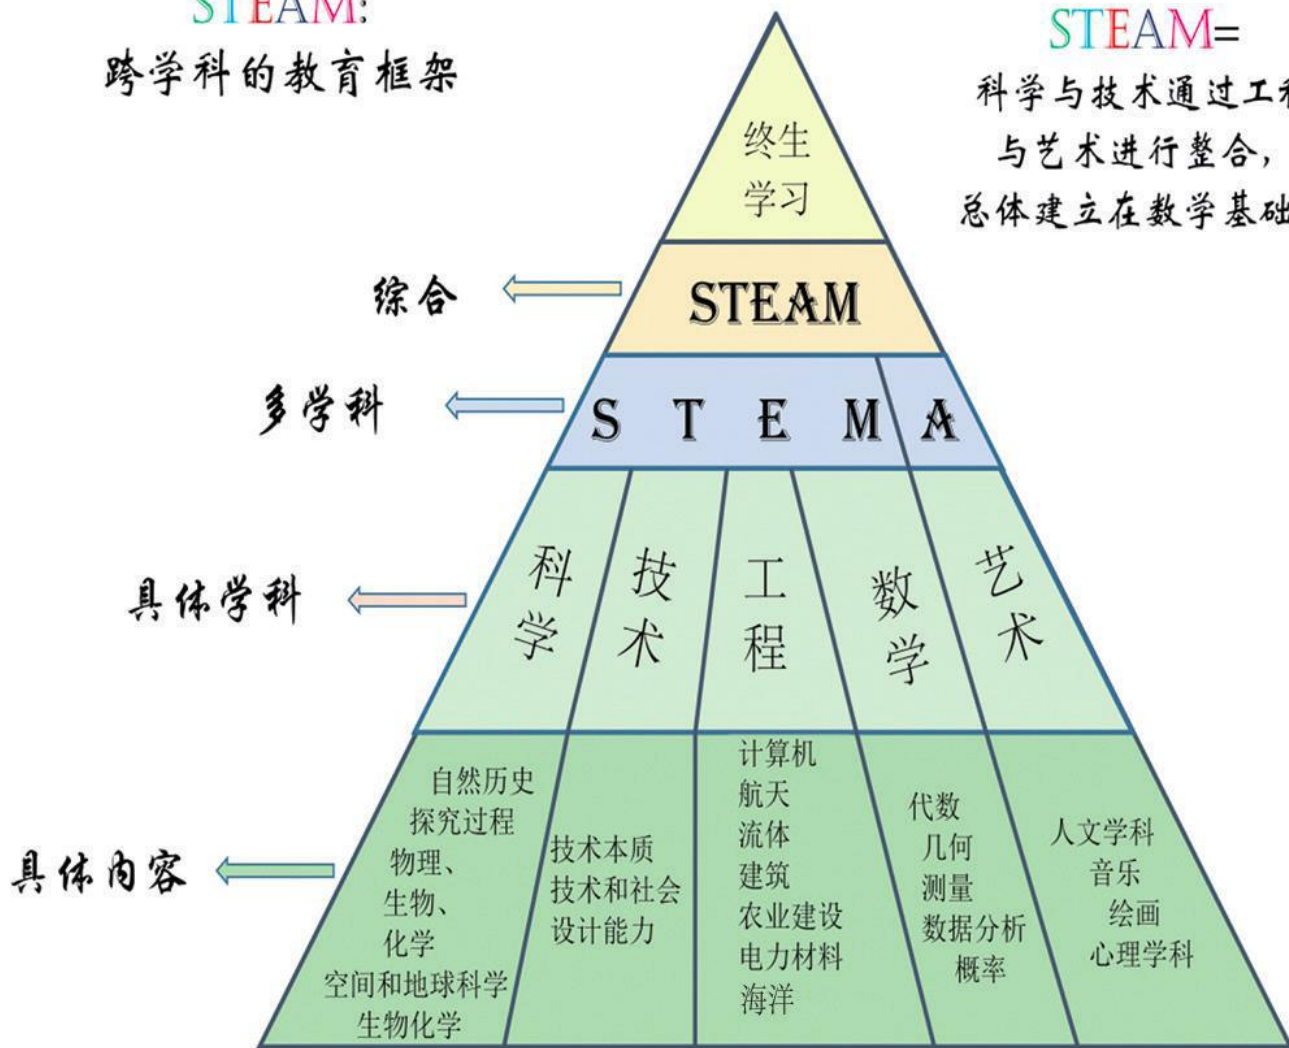 STEAM:
跨学科的教育框架
STEAM=
科学与技术通过工程
与艺术进行整合，
总体建立在数学基础
终生
学习
综合
STEAM
多学科
S T E M A
具体学科
科学
技术
工程
数学
艺术
具体内容
自然历史
探究过程
物理、
生物、
化学
空间和地球科学
生物化学
技术本质
技术和社会
设计能力
计算机
航天
流体
建筑
农业建设
电力材料
海洋
代数
几何
测量
数据分析
概率
人文学科
音乐
绘画
心理学科